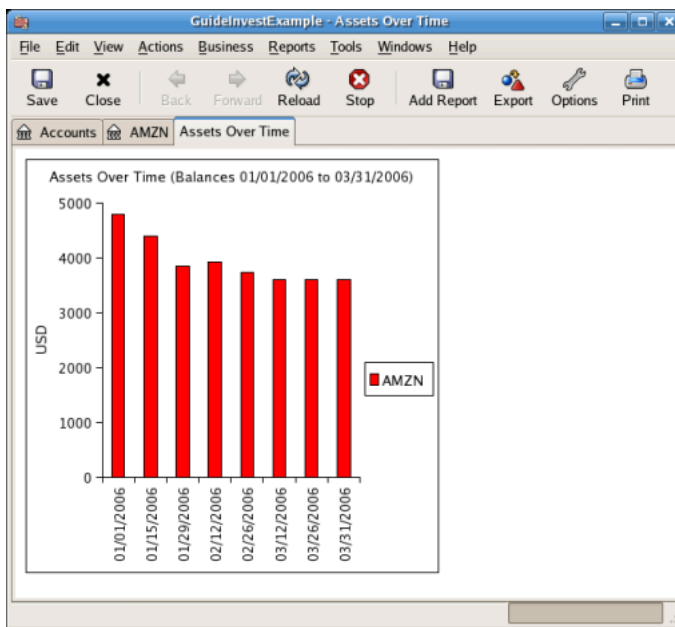 GuideInvestExample - Assets Over Time
File Edit View Actions Business Reports Tools Windows Help
Save Close Back Forward Reload Stop Add Report Export Options Print
Accounts AMZN Assets Over Time
Assets Over Time (Balances 01/01/2006 to 03/31/2006)
5000
4000
3000
2000
1000
0
USD
AMZN
01/01/2006
01/15/2006
01/29/2006
02/12/2006
02/26/2006
03/12/2006
03/26/2006
03/31/2006